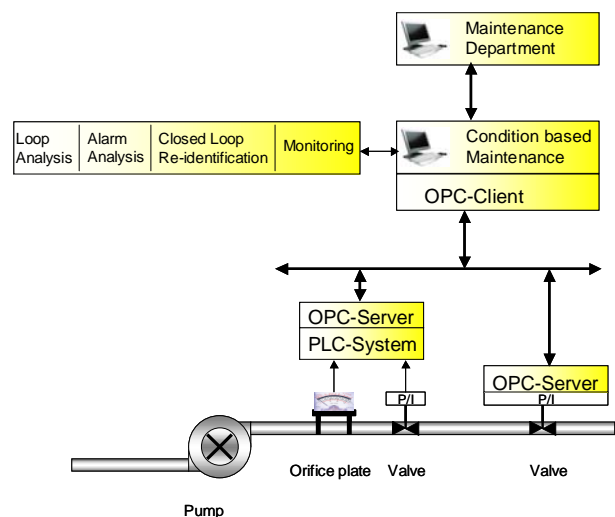 Maintenance
Department
Loop
Analysis
Alarm
Analysis
Closed Loop
Re-identification
Monitoring
Condition based
Maintenance
OPC-Client
OPC-Server
PLC-System
OPC-Server
P/I
P/I
Orifice plate
Valve
Valve
Pump